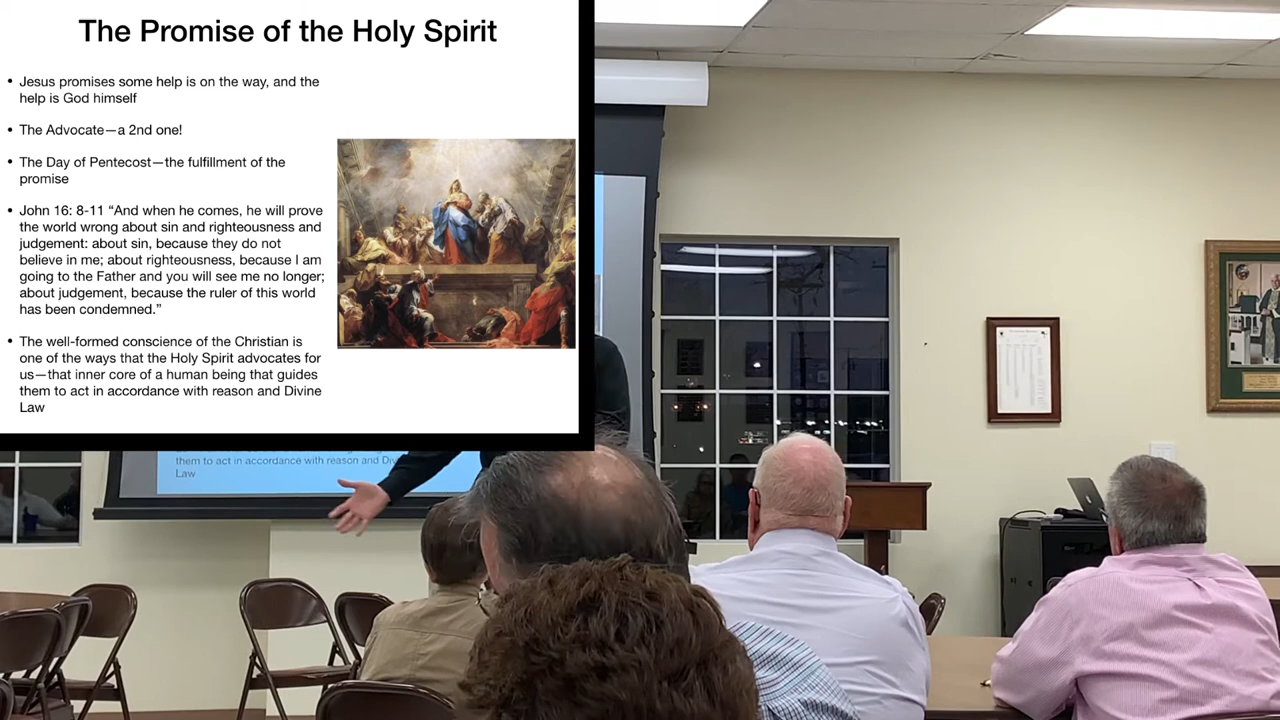 The Promise of the Holy Spirit
• Jesus promises some help is on the way, and the
help is God himself
• The Advocate—a 2nd one!
• The Day of Pentecost—the fulfillment of the
promise
• John 16: 8-11 “And when he comes, he will prove
the world wrong about sin and righteousness and
judgement: about sin, because they do not
believe in me; about righteousness, because I am
going to the Father and you will see me no longer;
about judgement, because the ruler of this world
has been condemned.”
• The well-formed conscience of the Christian is
one of the ways that the Holy Spirit advocates for
us—that inner core of a human being that guides
them to act in accordance with reason and Divine
Law
them to act in accordance with reason and Div
Law